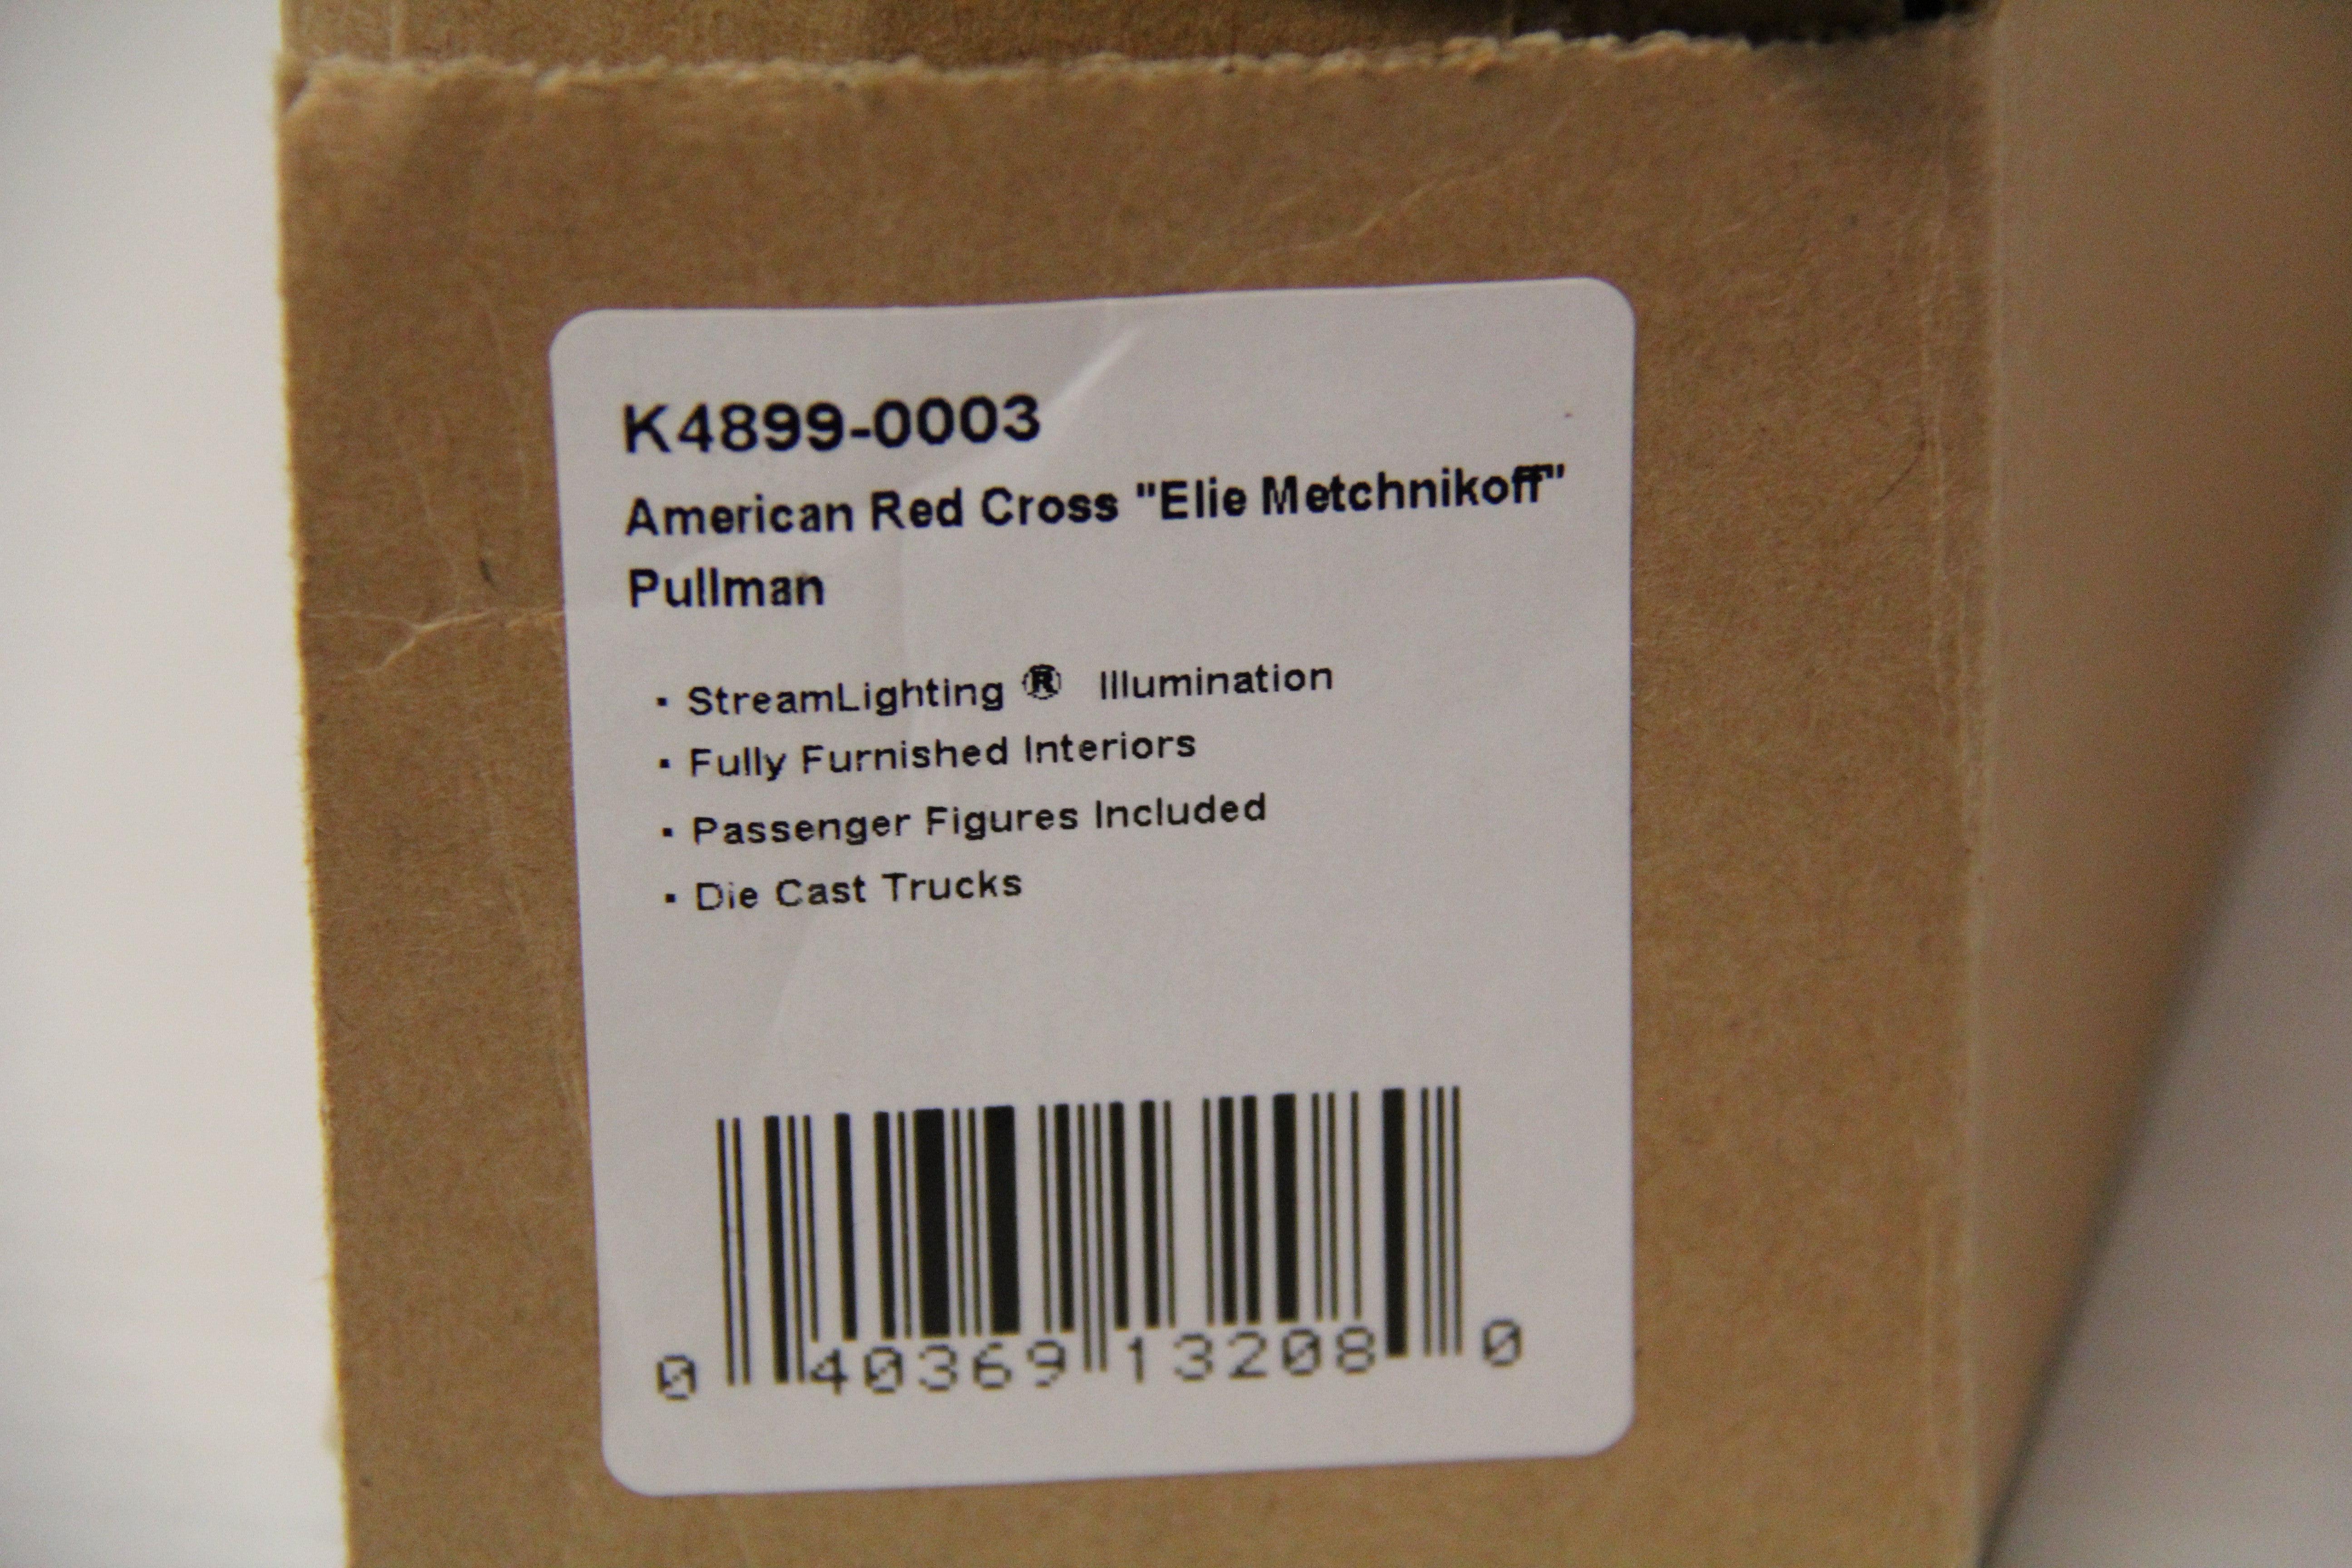 K4899-0003
American Red Cross "Elie Metchnikoff"
Pullman
▪ StreamLighting ® Illumination
▪ Fully Furnished Interiors
▪ Passenger Figures Included
▪ Die Cast Trucks
0 40369 13208 0